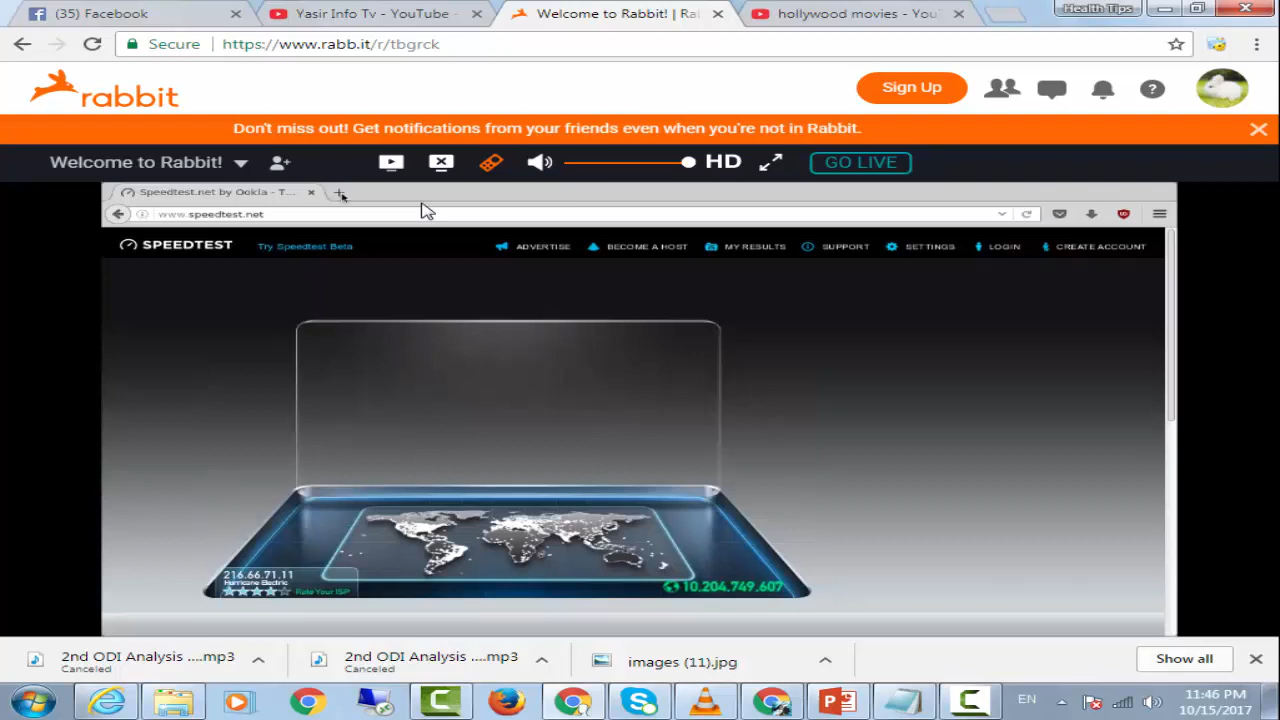 (35) Facebook
Yasir Info Tv - YouTube -
Welcome to Rabbit! | Ra
hollywood movies - You
Health Tips
Secure
https://www.rabb.it/r/tbgrck
rabbit
Sign Up
Don't miss out! Get notifications from your friends even when you're not in Rabbit.
Welcome to Rabbit!
HD
GO LIVE
Speedtest.net by Ookla - T...
www.speedtest.net
SPEEDTEST
Try Speedtest Beta
ADVERTISE
BECOME A HOST
MY RESULTS
SUPPORT
SETTINGS
LOGIN
CREATE ACCOUNT
216.66.71.11
Hurricane Electric
Rate Your ISP
10,204,749,607
2nd ODI Analysis ....mp3
Canceled
2nd ODI Analysis ....mp3
Canceled
images (11).jpg
Show all
EN
11:46 PM
10/15/2017